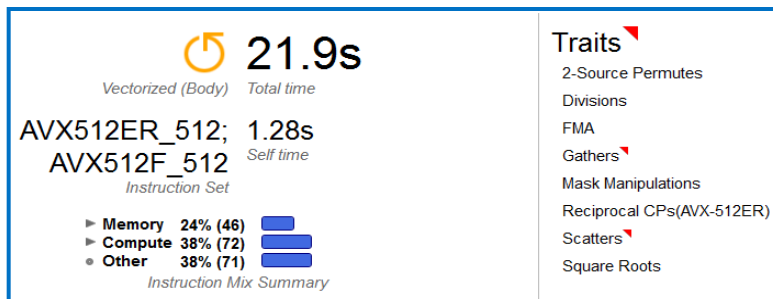 21.9s
Vectorized (Body) Total time
AVX512ER_512; 1.28s
AVX512F_512 Self time
Instruction Set
Memory 24% (46)
Compute 38% (72)
Other 38% (71)
Instruction Mix Summary
Traits
2-Source Permutes
Divisions
FMA
Gathers
Mask Manipulations
Reciprocal CPs(AVX-512ER)
Scatters
Square Roots